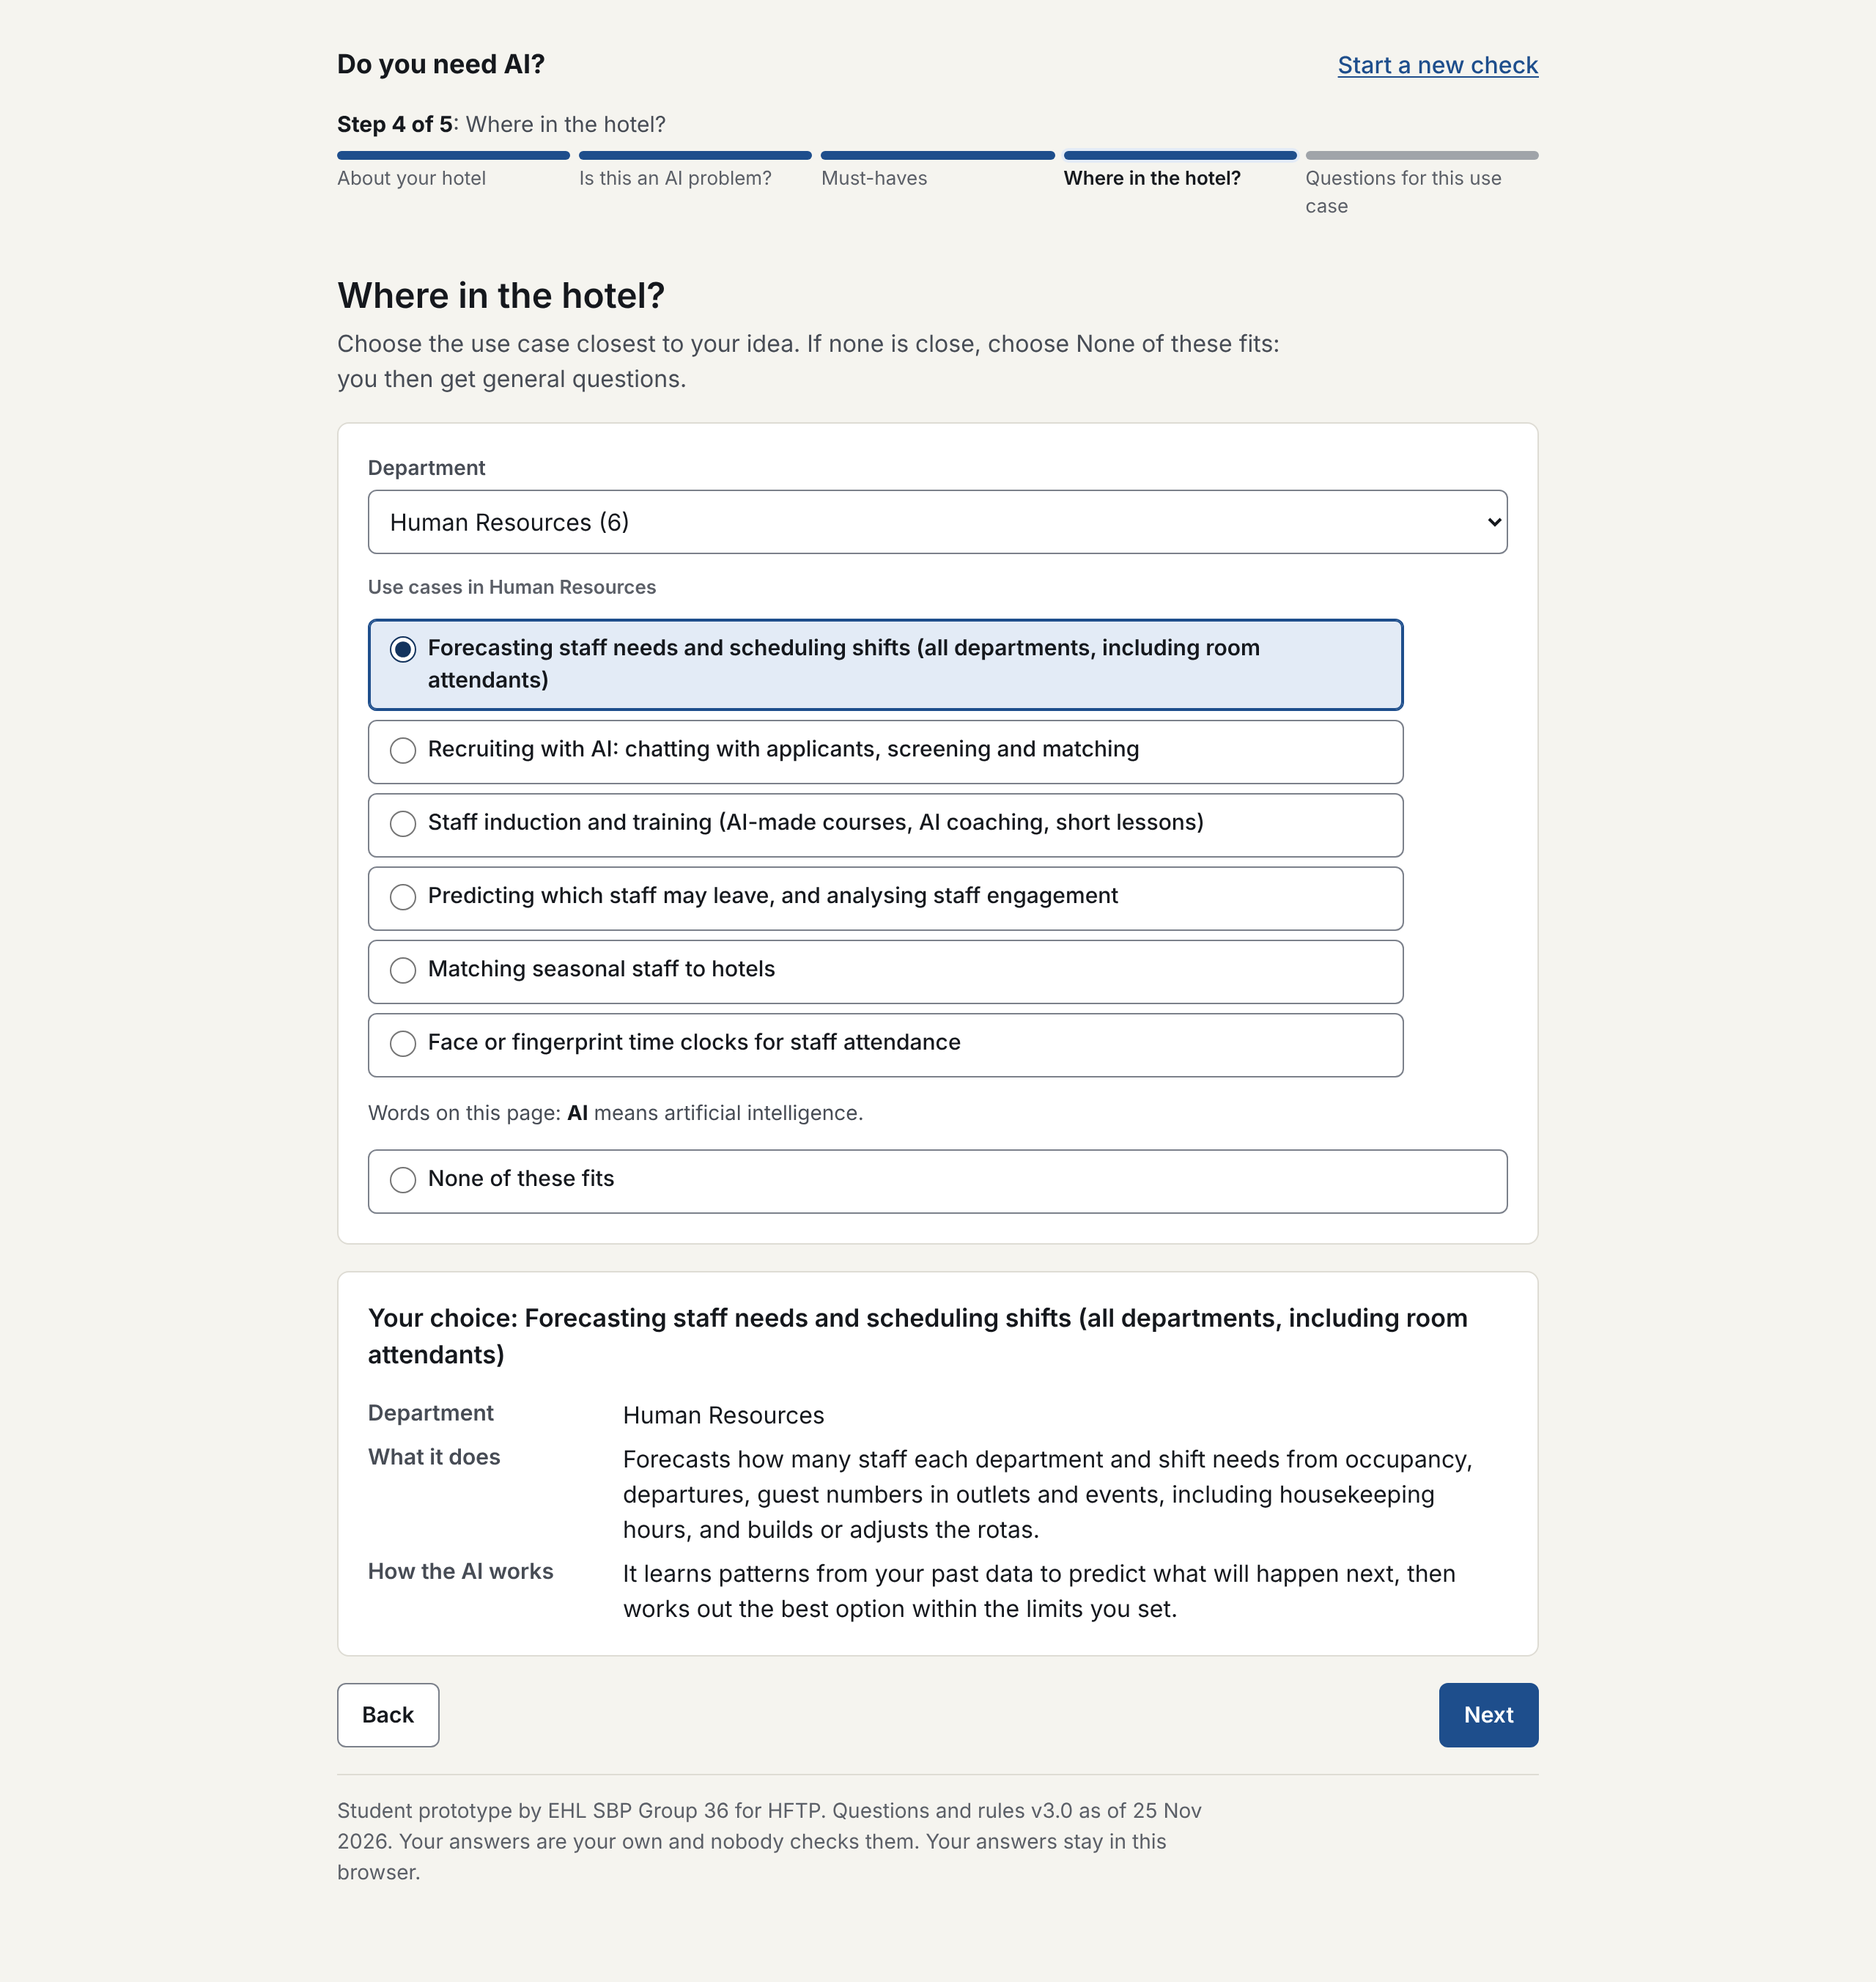 Do you need AI?
Start a new check
Step 4 of 5: Where in the hotel?
About your hotel
Is this an AI problem?
Must-haves
Where in the hotel?
Questions for this use
case
Where in the hotel?
Choose the use case closest to your idea. If none is close, choose None of these fits:
you then get general questions.
Department
Human Resources (6)
Use cases in Human Resources
Forecasting staff needs and scheduling shifts (all departments, including room
attendants)
Recruiting with AI: chatting with applicants, screening and matching
Staff induction and training (AI-made courses, AI coaching, short lessons)
Predicting which staff may leave, and analysing staff engagement
Matching seasonal staff to hotels
Face or fingerprint time clocks for staff attendance
Words on this page: AI means artificial intelligence.
None of these fits
Your choice: Forecasting staff needs and scheduling shifts (all departments, including room
attendants)
Department
Human Resources
What it does
Forecasts how many staff each department and shift needs from occupancy,
departures, guest numbers in outlets and events, including housekeeping
hours, and builds or adjusts the rotas.
How the AI works
It learns patterns from your past data to predict what will happen next, then
works out the best option within the limits you set.
Back
Next
Student prototype by EHL SBP Group 36 for HFTP. Questions and rules v3.0 as of 25 Nov
2026. Your answers are your own and nobody checks them. Your answers stay in this
browser.